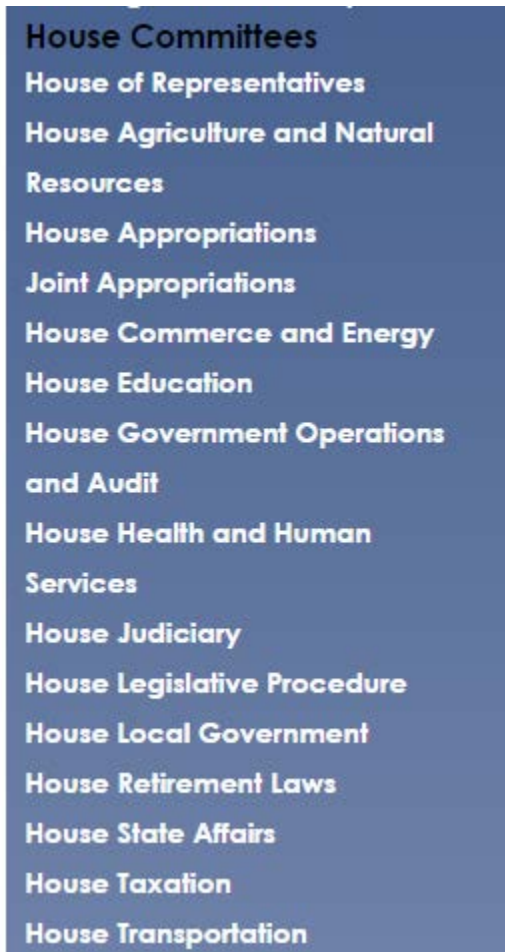 House Committees
House of Representatives
House Agriculture and Natural
Resources
House Appropriations
Joint Appropriations
House Commerce and Energy
House Education
House Government Operations
and Audit
House Health and Human
Services
House Judiciary
House Legislative Procedure
House Local Government
House Retirement Laws
House State Affairs
House Taxation
House Transportation